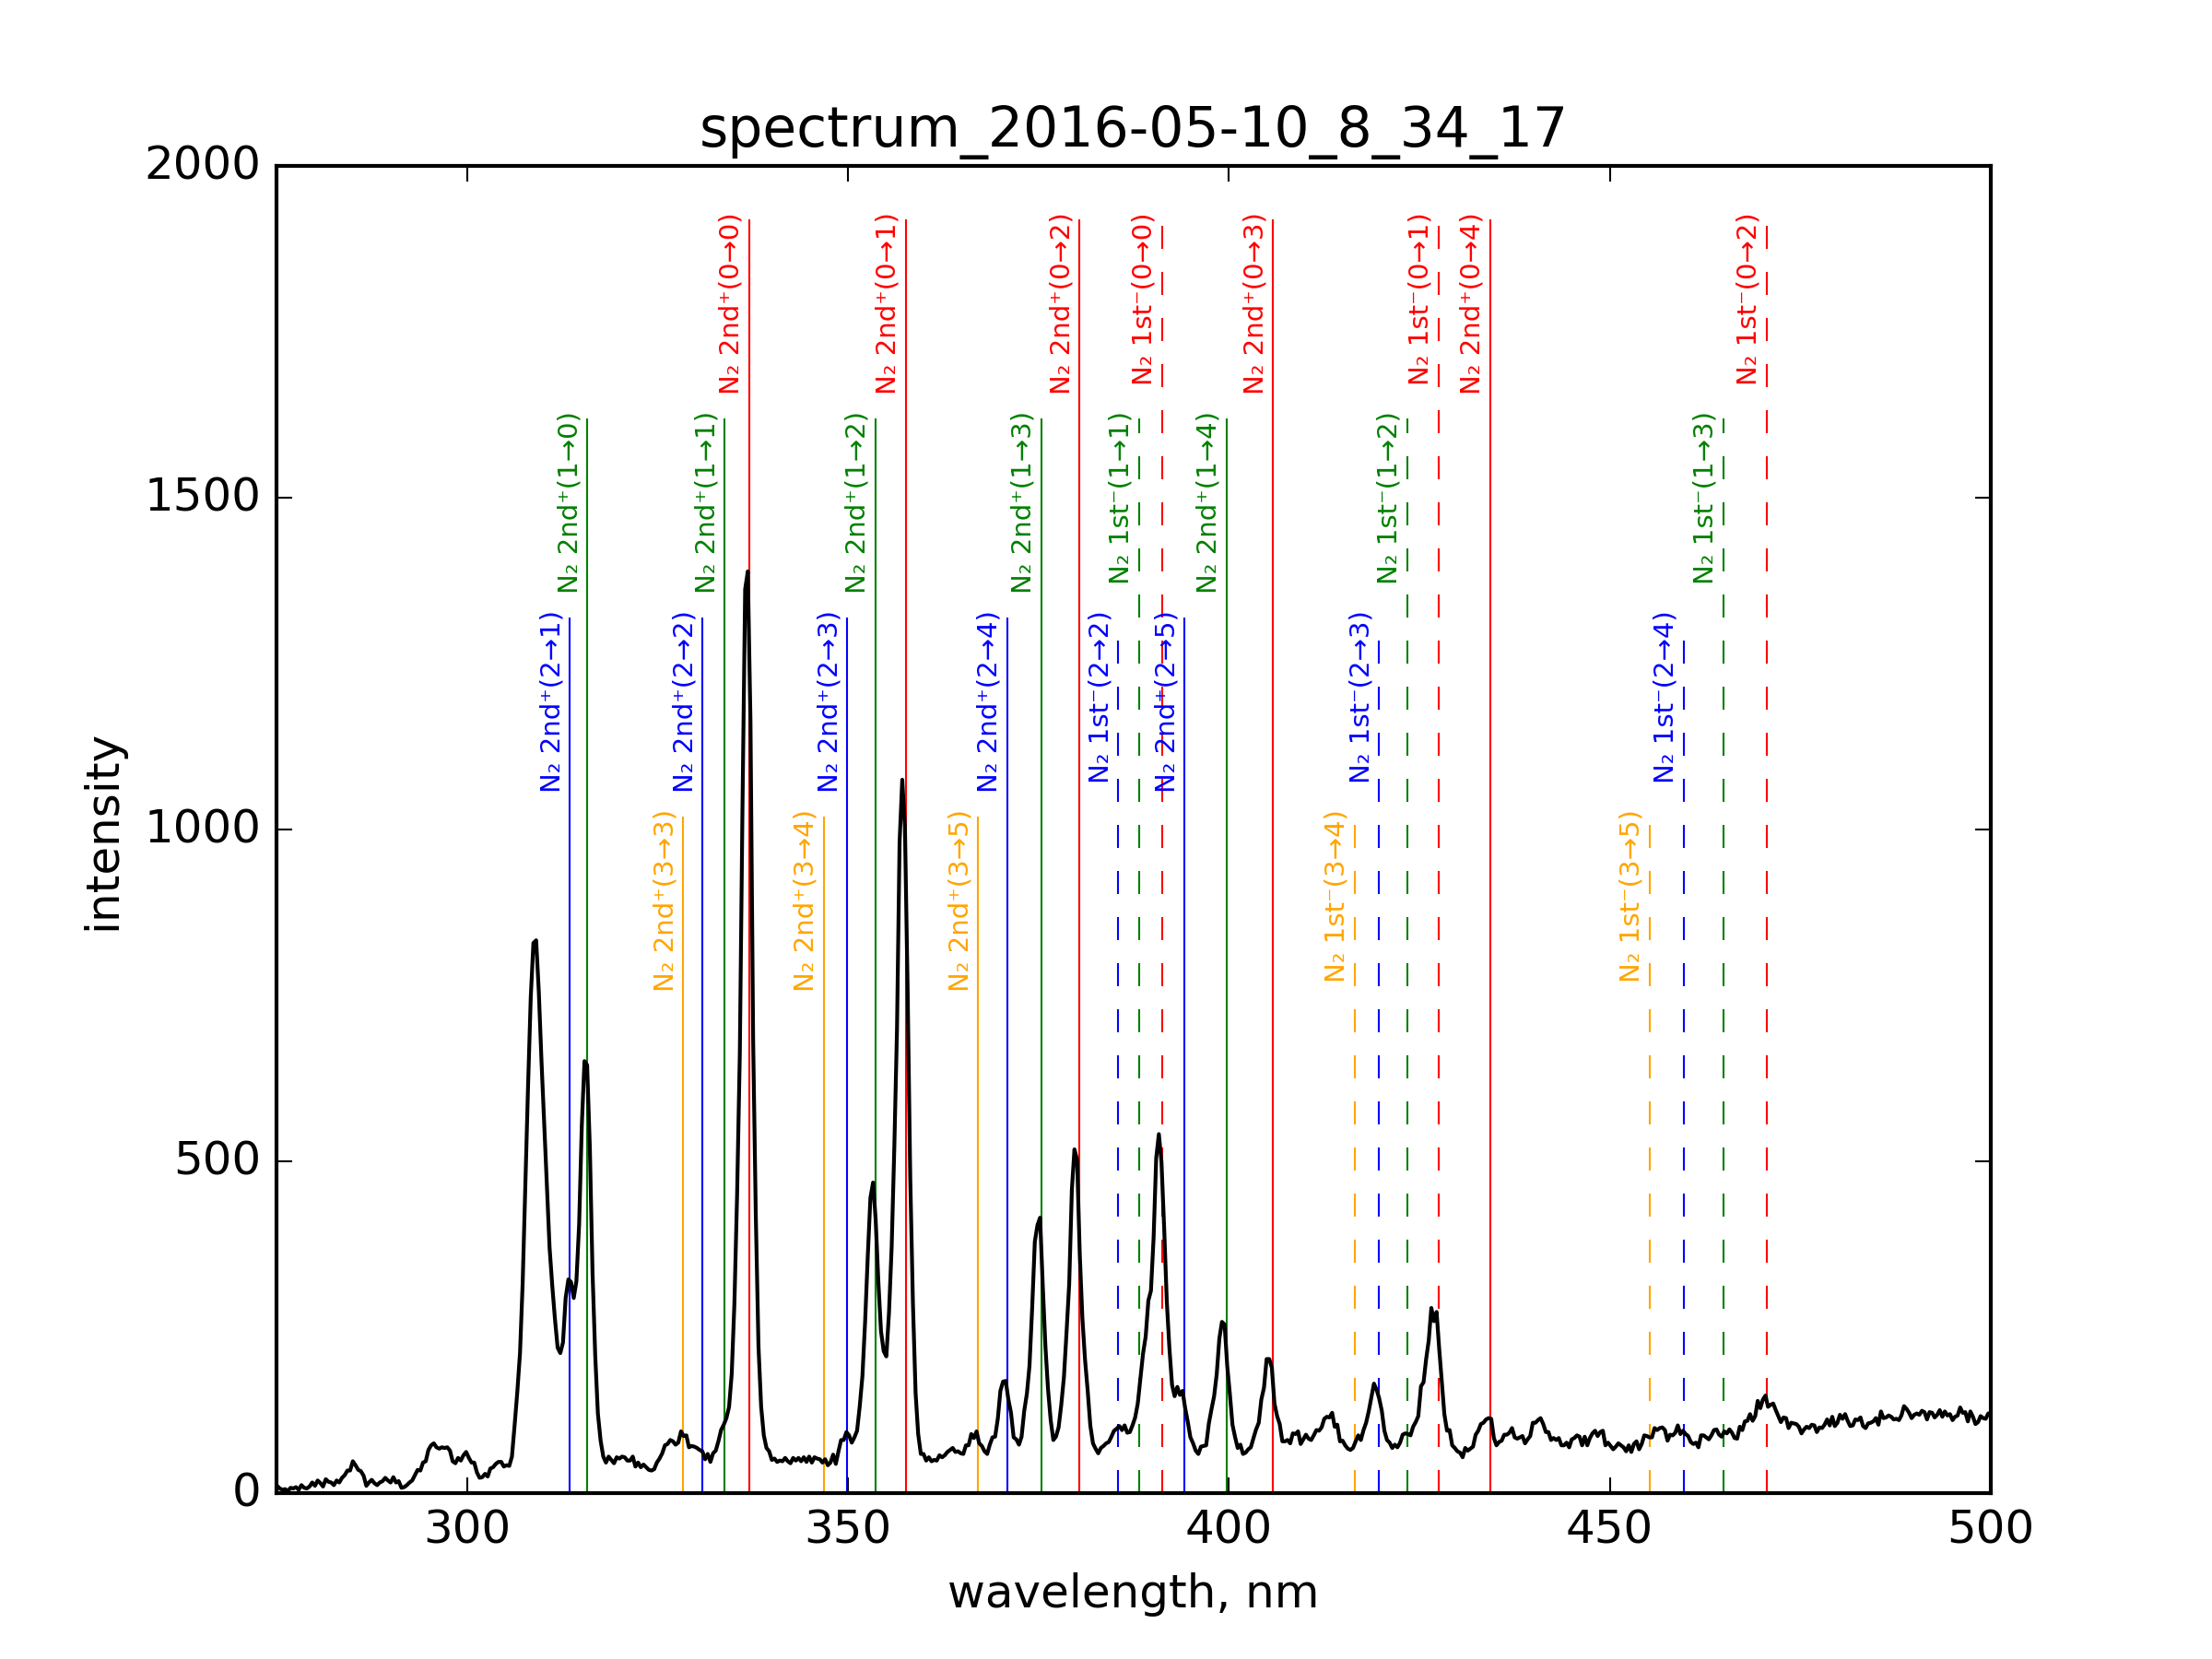 spectrum_2016-05-10_8_34_17
2000
1500
1000
500
0
intensity
N₂ 2nd⁺(0→0)
N₂ 2nd⁺(0→1)
N₂ 2nd⁺(0→2)
N₂ 1st⁻(0→0)
N₂ 2nd⁺(0→3)
N₂ 1st⁻(0→1)
N₂ 2nd⁺(0→4)
N₂ 1st⁻(0→2)
N₂ 2nd⁺(1→0)
N₂ 2nd⁺(1→1)
N₂ 2nd⁺(1→2)
N₂ 2nd⁺(1→3)
N₂ 1st⁻(1→1)
N₂ 2nd⁺(1→4)
N₂ 1st⁻(1→2)
N₂ 1st⁻(1→3)
N₂ 2nd⁺(2→1)
N₂ 2nd⁺(2→2)
N₂ 2nd⁺(2→3)
N₂ 2nd⁺(2→4)
N₂ 1st⁻(2→2)
N₂ 2nd⁺(2→5)
N₂ 1st⁻(2→3)
N₂ 1st⁻(2→4)
N₂ 2nd⁺(3→3)
N₂ 2nd⁺(3→4)
N₂ 2nd⁺(3→5)
N₂ 1st⁻(3→4)
N₂ 1st⁻(3→5)
300 350 400 450 500
wavelength, nm